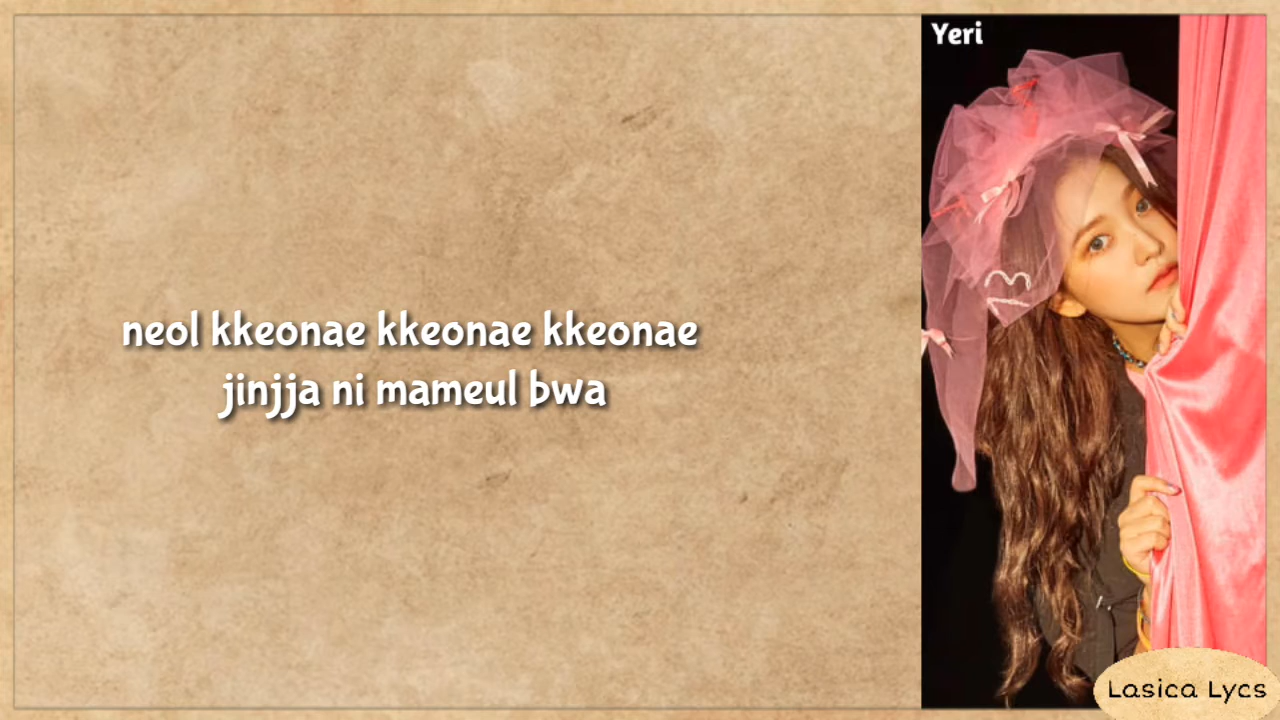 Yeri
neol kkeonae kkeonae kkeonae
jinjja ni mameul bwa
Lasica Lycs